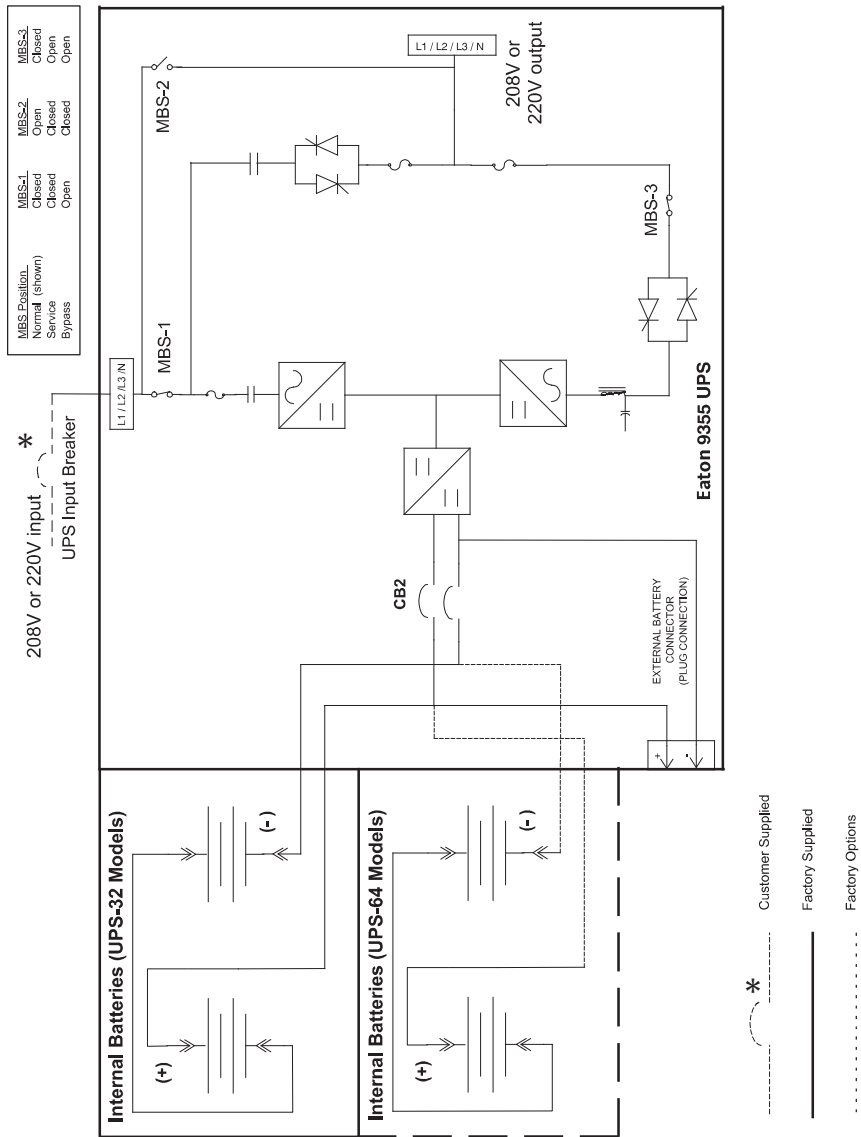 MBS Position MBS-1 MBS-2 MBS-3
Normal (shown) Closed Open Closed
Service Closed Closed Open
Bypass Open Closed Open
208V or 220V input
*
UPS Input Breaker
L1 / L2 /L3 /N
MBS-1
MBS-2
L1 / L2 / L3 / N
208V or
220V output
MBS-3
CB2
EXTERNAL BATTERY
CONNECTOR
(PLUG CONNECTION)
+
-
Eaton 9355 UPS
Internal Batteries (UPS-32 Models)
(+)
(-)
Internal Batteries (UPS-64 Models)
(+)
(-)
*
Customer Supplied
Factory Supplied
Factory Options